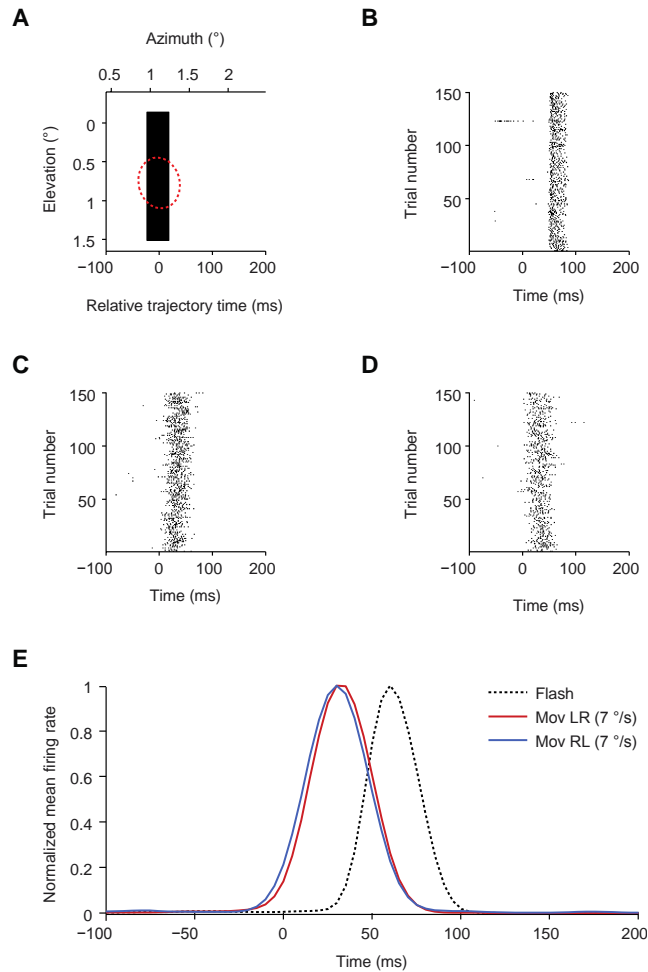 A
Azimuth (°)
0.5 1 1.5 2
Elevation (°)
0
0.5
1
1.5
−100 0 100 200
Relative trajectory time (ms)
B
Trial number
150
100
50
−100 0 100 200
Time (ms)
C
Trial number
150
100
50
−100 0 100 200
Time (ms)
D
Trial number
150
100
50
−100 0 100 200
Time (ms)
E
Normalized mean firing rate
1
0.8
0.6
0.4
0.2
0
−100 −50 0 50 100 150 200
Time (ms)
Flash
Mov LR (7 °/s)
Mov RL (7 °/s)